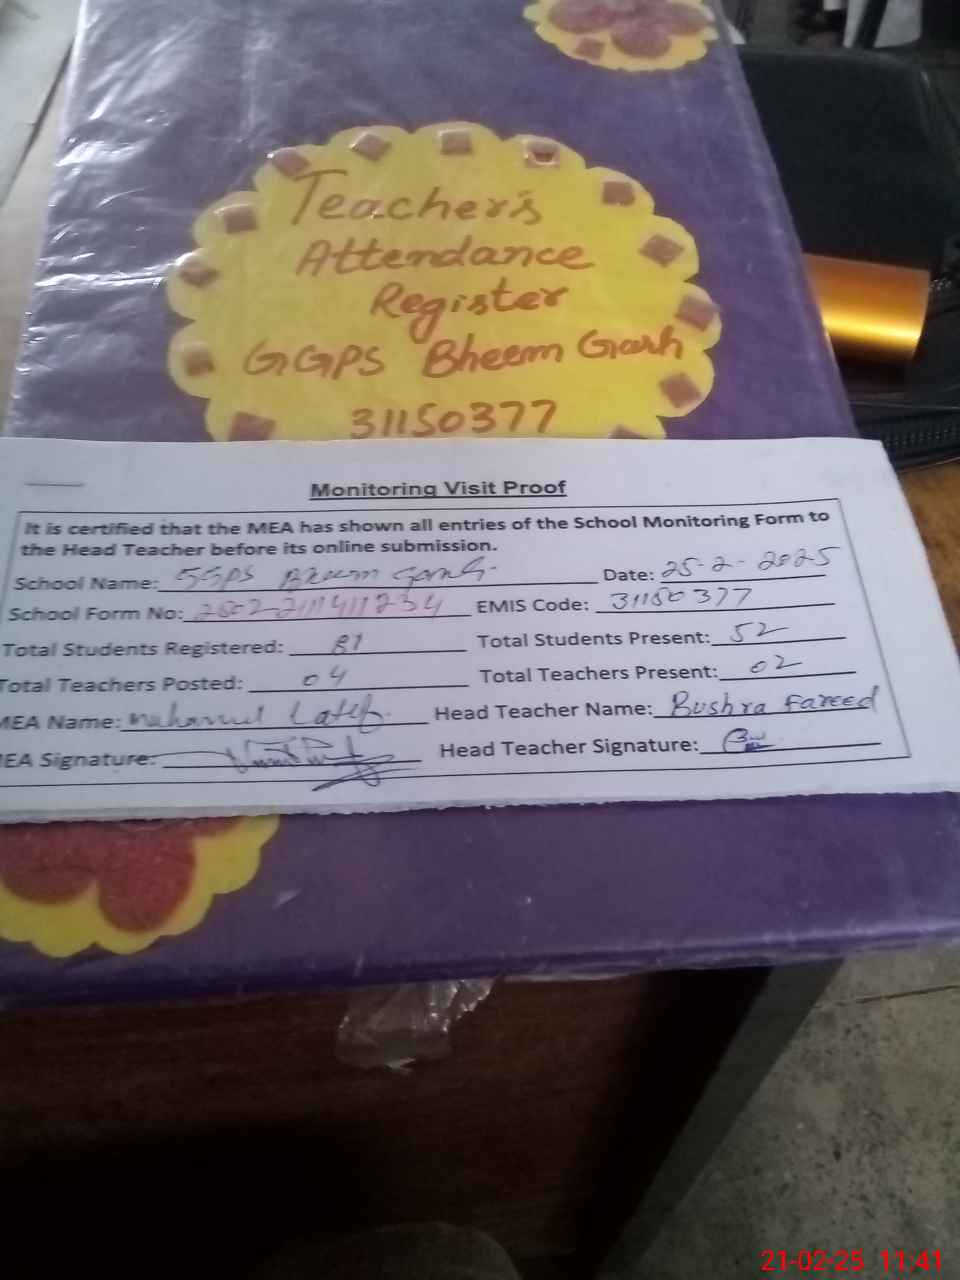 Teacher's
Attendance
Register
GGPS Bheem Garh
31150377
Monitoring Visit Proof
It is certified that the MEA has shown all entries of the School Monitoring Form to
the Head Teacher before its online submission.
School Name: GGPS Bheem Garh. Date: 25-2-2025
School Form No: EMIS Code: 31150377
Total Students Registered: 81 Total Students Present: 52
Total Teachers Posted: 04 Total Teachers Present: 02
MEA Name: Latef Head Teacher Name: Bushra Fareed
MEA Signature: Head Teacher Signature:
21-02-25 11:41